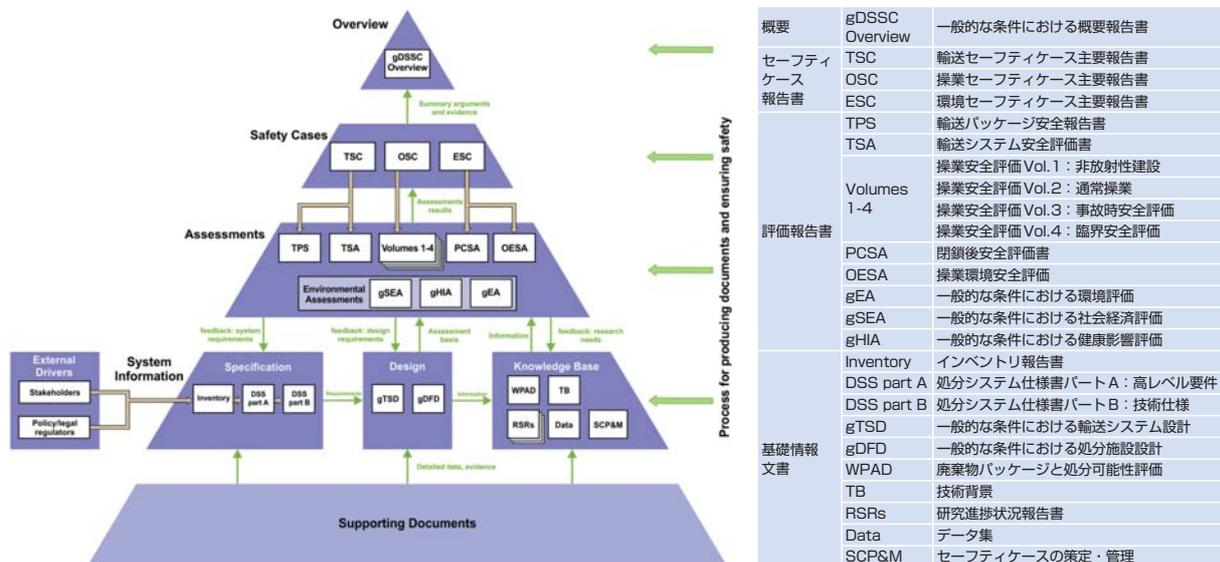 Overview
gDSSC
Overview
Summary arguments
and evidence
Safety Cases
TSC
OSC
ESC
Assessments
results
Assessments
TPS
TSA
Volumes 1-4
PCSA
OESA
Environmental
Assessments
gSEA
gHIA
gEA
feedback: system
requirements
feedback: design
requirements
Assessment
basis
Information
feedback: research
needs
External
Drivers
Stakeholders
Policy/legal
regulators
System
Information
Specification
Inventory
DSS
part A
DSS
part B
Requirements
Design
gTSD
gDFD
Information
Knowledge Base
WPAD
TB
RSRs
Data
SCP&M
Detailed data, evidence
Supporting Documents
Process for producing documents and ensuring safety
概要 gDSSC Overview 一般的な条件における概要報告書
セーフティケース報告書 TSC 輸送セーフティケース主要報告書
OSC 操業セーフティケース主要報告書
ESC 環境セーフティケース主要報告書
評価報告書 TPS 輸送パッケージ安全報告書
TSA 輸送システム安全評価書
Volumes 1-4 操業安全評価Vol.1:非放射性建設
操業安全評価Vol.2:通常操業
操業安全評価Vol.3:事故時安全評価
操業安全評価Vol.4:臨界安全評価
PCSA 閉鎖後安全評価書
OESA 操業環境安全評価
gEA 一般的な条件における環境評価
gSEA 一般的な条件における社会経済評価
gHIA 一般的な条件における健康影響評価
基礎情報文書 Inventory インベントリ報告書
DSS part A 処分システム仕様書パートA:高レベル要件
DSS part B 処分システム仕様書パートB:技術仕様
gTSD 一般的な条件における輸送システム設計
gDFD 一般的な条件における処分施設設計
WPAD 廃棄物パッケージと処分可能性評価
TB 技術背景
RSRs 研究進捗状況報告書
Data データ集
SCP&M セーフティケースの策定・管理